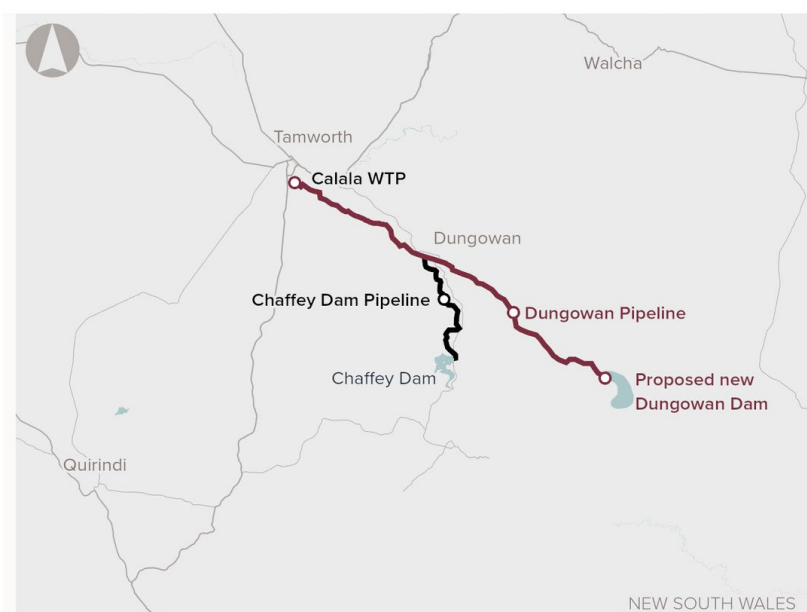 Walcha
Tamworth
Calala WTP
Dungowan
Chaffey Dam Pipeline
Dungowan Pipeline
Chaffey Dam
Proposed new
Dungowan Dam
Quirindi
NEW SOUTH WALES